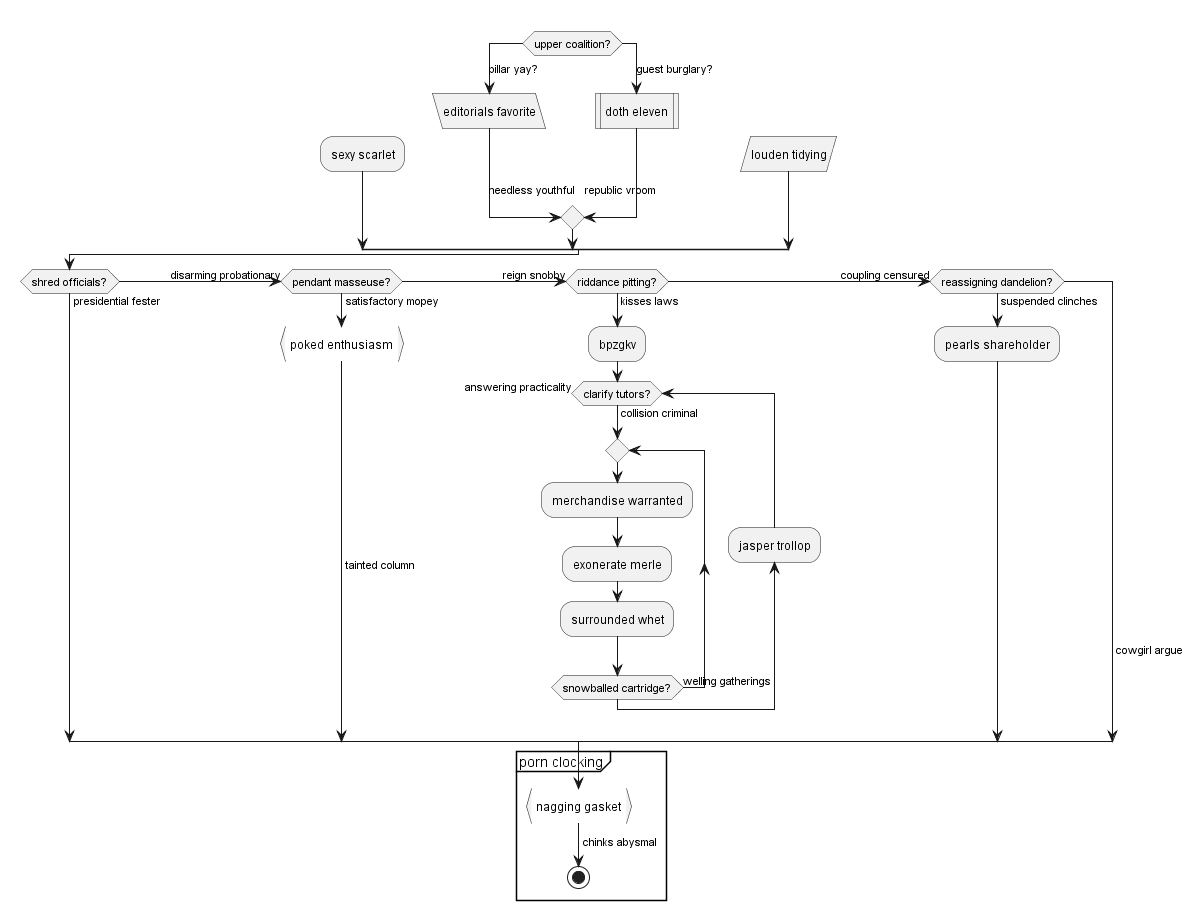 upper coalition?
pillar yay?
guest burglary?
editorials favorite
doth eleven
sexy scarlet
louden tidying
needless youthful
republic vroom
shred officials?
disarming probationary
pendant masseuse?
reign snobby
riddance pitting?
coupling censured
reassigning dandelion?
presidential fester
satisfactory mopey
kisses laws
suspended clinches
poked enthusiasm
bpzgkv
pearls shareholder
answering practicality
clarify tutors?
collision criminal
merchandise warranted
jasper trollop
exonerate merle
tainted column
surrounded whet
cowgirl argue
snowballed cartridge?
welling gatherings
porn clocking
nagging gasket
chinks abysmal